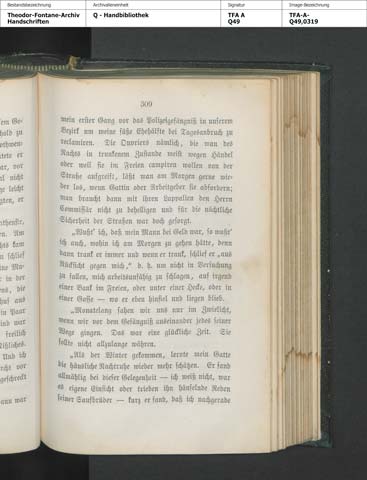 Bestandsbezeichnung
Archivalieneinheit
Signatur
Image-Bezeichnung
Theodor-Fontane-Archiv
Handschriften
Q - Handbibliothek
TFA A
Q49
TFA-A-
Q49,0319
309
mein erster Gang vor das Polizeigefängniß in unserem
Bezirk um meine süße Ehehälfte bei Tagesanbruch zu
reclamiren. Die Ouvriers nämlich, die man des
Nachts in trunkenem Zustande meist wegen Händel
oder weil sie im Freien campiren wollen von der
Straße aufgreift, läßt man am Morgen gerne wie-
der los, wenn Gattin oder Arbeitgeber sie abfordern;
man braucht dann mit ihren Lappalien den Herrn
Commissär nicht zu behelligen und für die nächtliche
Sicherheit der Straßen war doch gesorgt.
„Wußt' ich, daß mein Mann bei Geld war, so wußt'
ich auch, wohin ich am Morgen zu gehen hätte, denn
dann trank er immer und wenn er trank, schlief er „aus
Rücksicht gegen mich," d. h. um nicht in Versuchung
zu fallen, mich arbeitsunfähig zu schlagen, auf irgend
einer Bank im Freien, oder unter einer Hecke, oder in
einer Gosse — wo er eben hinfiel und liegen blieb.
„Monatelang sahen wir uns nur im Zwielicht,
wenn wir vor dem Gefängniß auseinander jedes seiner
Wege gingen. Das war eine glückliche Zeit. Sie
sollte nicht allzulange währen.
„Als der Winter gekommen, lernte mein Gatte
die häusliche Nachtruhe wieder mehr schätzen. Er fand
allmählig bei dieser Gelegenheit — ich weiß nicht, war
es eigene Einsicht oder trieben ihn hänselnde Reden
seiner Saufbrüder — kurz er fand, daß ich nachgerade